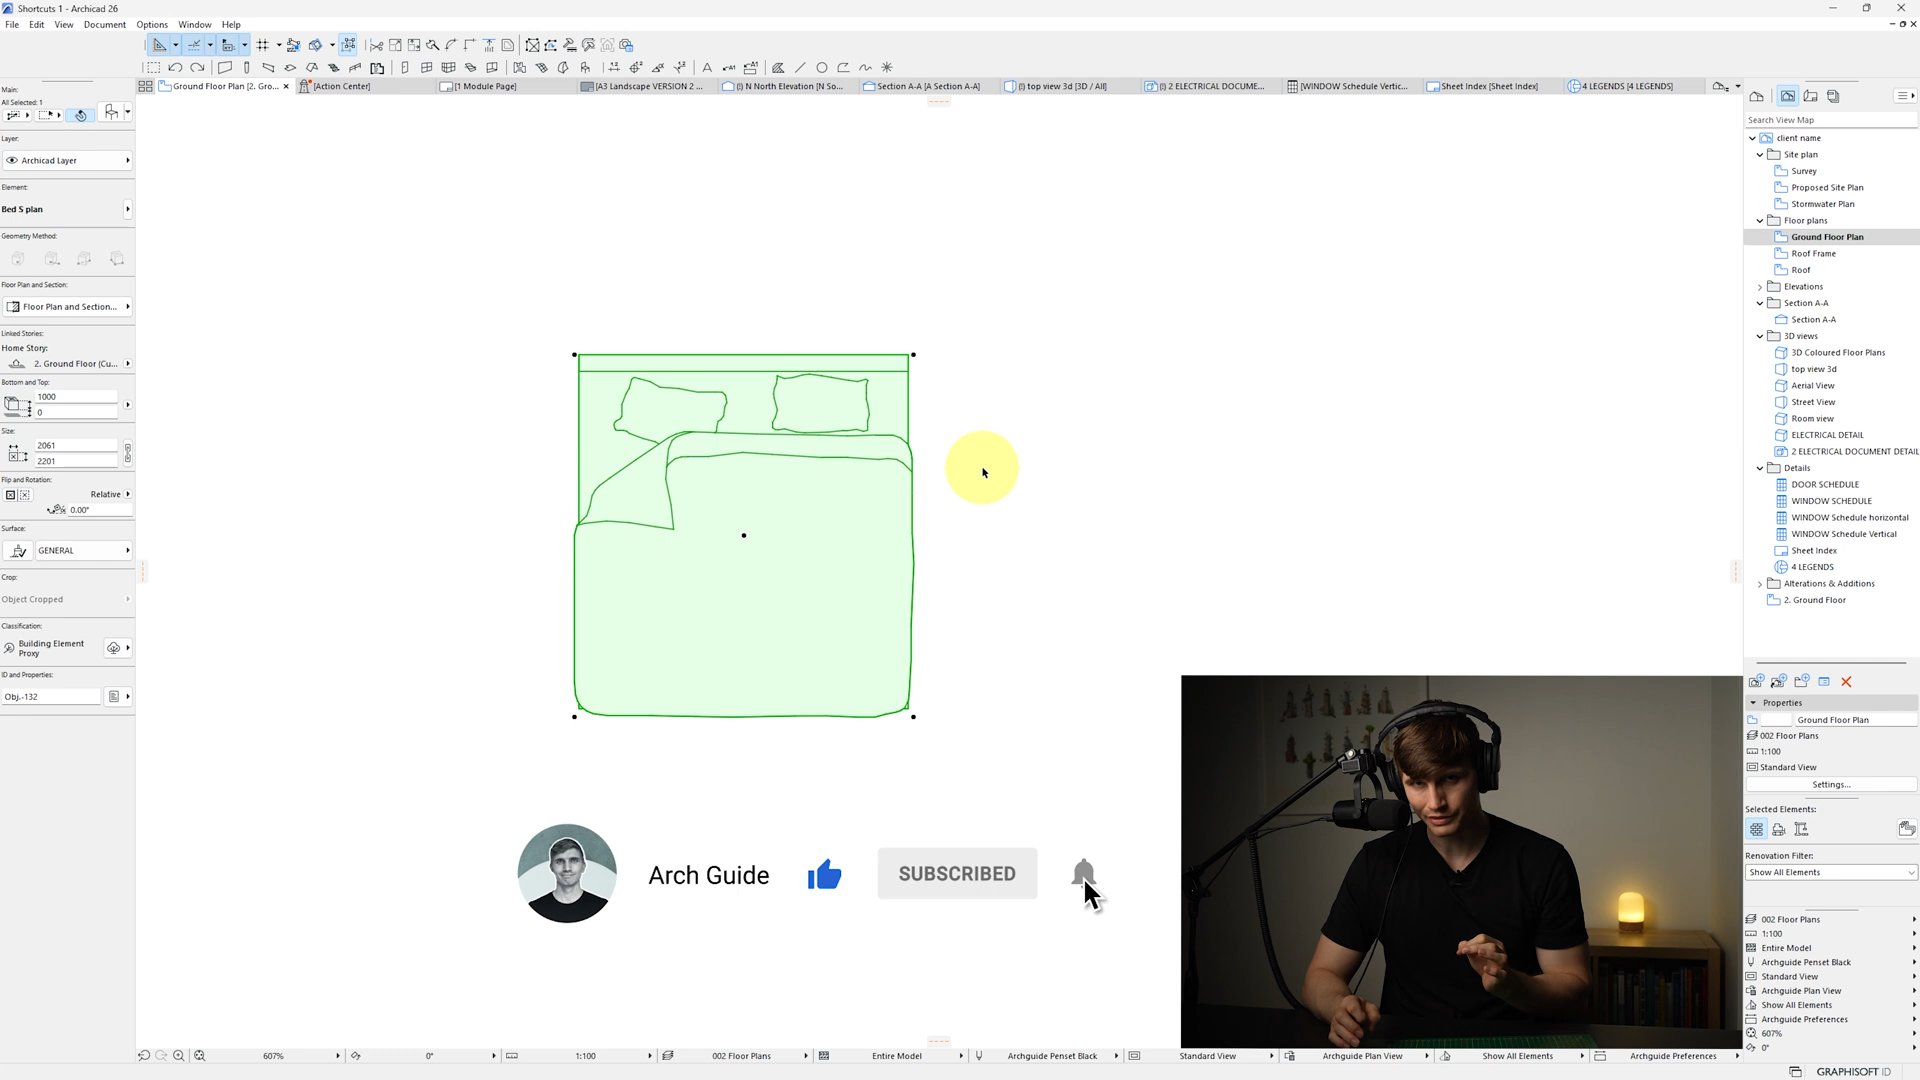 Shortcuts 1 - Archicad 26
File Edit View Document Options Window Help
Ground Floor Plan [2. Gro...
[Action Center]
[1 Module Page]
[A3 Landscape VERSION 2 ...
(!) N North Elevation [N So...
Section A-A [A Section A-A]
(!) top view 3d [3D / All]
(!) 2 ELECTRICAL DOCUME...
[WINDOW Schedule Vertic...
Sheet Index [Sheet Index]
4 LEGENDS [4 LEGENDS]
Main:
All Selected: 1
Layer:
Archicad Layer
Element:
Bed S plan
Geometry Method:
Floor Plan and Section:
Floor Plan and Section...
Linked Stories:
Home Story:
2. Ground Floor (Cu...
Bottom and Top:
1000
0
Size:
2061
2201
Flip and Rotation:
Relative
0.00°
Surface:
GENERAL
Crop:
Object Cropped
Classification:
Building Element
Proxy
ID and Properties:
Obj.-132
Arch Guide
SUBSCRIBED
Search View Map
client name
Site plan
Survey
Proposed Site Plan
Stormwater Plan
Floor plans
Ground Floor Plan
Roof Frame
Roof
Elevations
Section A-A
Section A-A
3D views
3D Coloured Floor Plans
top view 3d
Aerial View
Street View
Room view
ELECTRICAL DETAIL
2 ELECTRICAL DOCUMENT DETAIL
Details
DOOR SCHEDULE
WINDOW SCHEDULE
WINDOW Schedule horizontal
WINDOW Schedule Vertical
Sheet Index
4 LEGENDS
Alterations & Additions
2. Ground Floor
Properties
Ground Floor Plan
002 Floor Plans
1:100
Standard View
Settings...
Selected Elements:
Renovation Filter:
Show All Elements
002 Floor Plans
1:100
Entire Model
Archguide Penset Black
Standard View
Archguide Plan View
Show All Elements
Archguide Preferences
607%
0°
607% 0° 1:100 002 Floor Plans Entire Model Archguide Penset Black Standard View Archguide Plan View Show All Elements Archguide Preferences
GRAPHISOFT ID